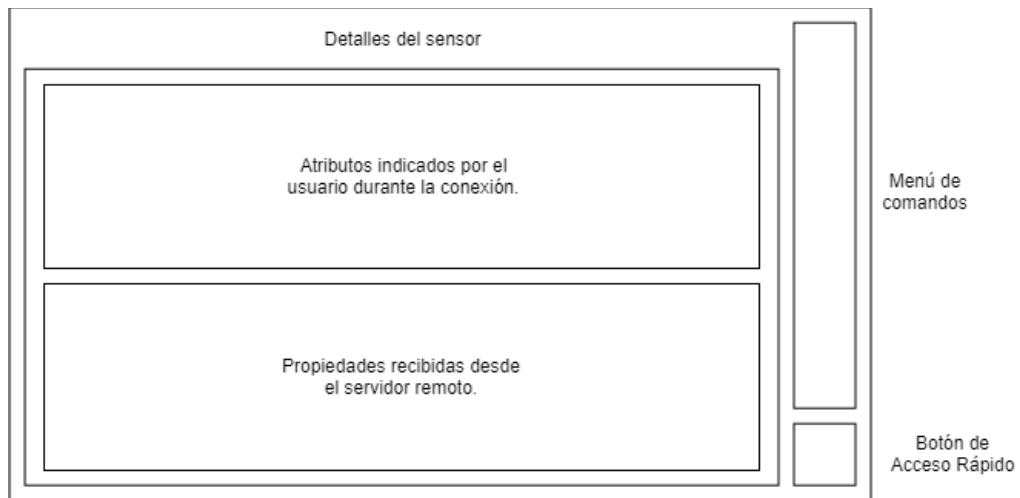 Detalles del sensor
Atributos indicados por el
usuario durante la conexión.
Menú de
comandos
Propiedades recibidas desde
el servidor remoto.
Botón de
Acceso Rápido